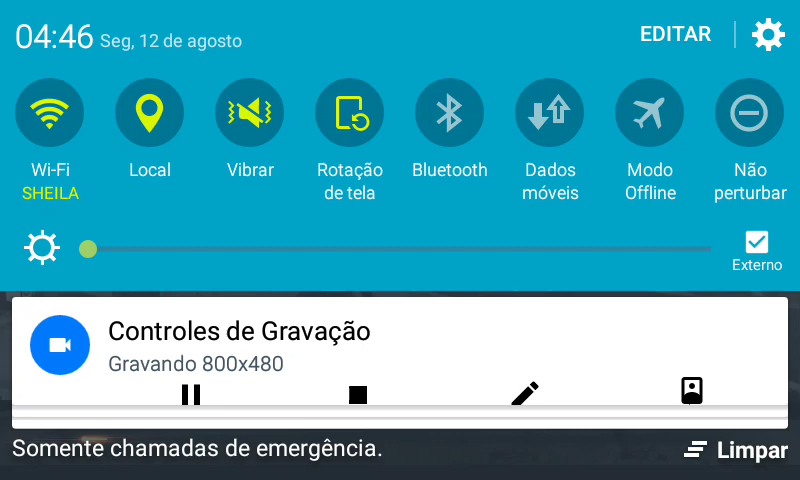 04:46 Seg, 12 de agosto
EDITAR
Wi-Fi
SHEILA
Local
Vibrar
Rotação
de tela
Bluetooth
Dados
móveis
Modo
Offline
Não
perturbar
Externo
Controles de Gravação
Gravando 800x480
Somente chamadas de emergência.
Limpar